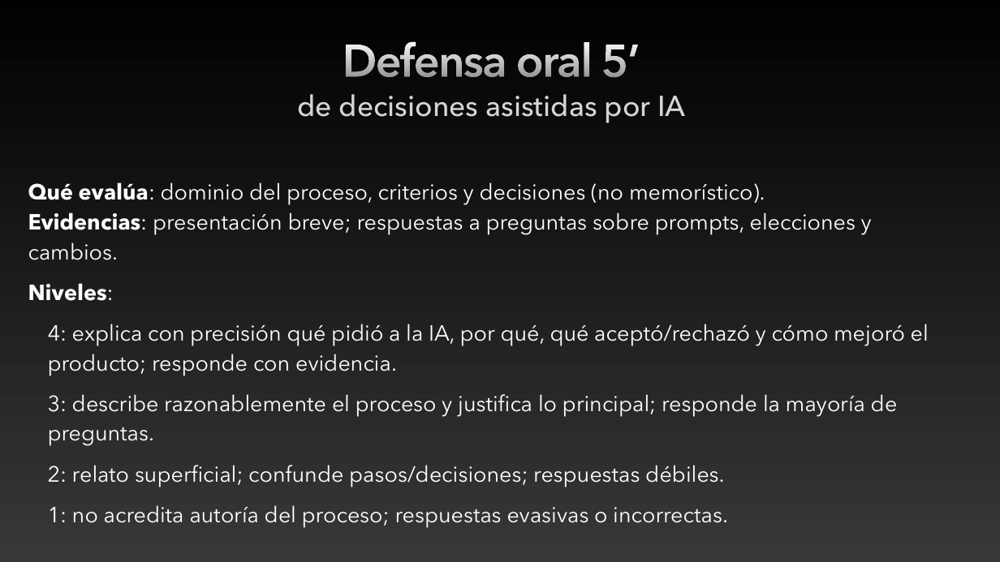 Defensa oral 5’
de decisiones asistidas por IA
Qué evalúa: dominio del proceso, criterios y decisiones (no memorístico).
Evidencias: presentación breve; respuestas a preguntas sobre prompts, elecciones y
cambios.
Niveles:
4: explica con precisión qué pidió a la IA, por qué, qué aceptó/rechazó y cómo mejoró el
producto; responde con evidencia.
3: describe razonablemente el proceso y justifica lo principal; responde la mayoría de
preguntas.
2: relato superficial; confunde pasos/decisiones; respuestas débiles.
1: no acredita autoría del proceso; respuestas evasivas o incorrectas.